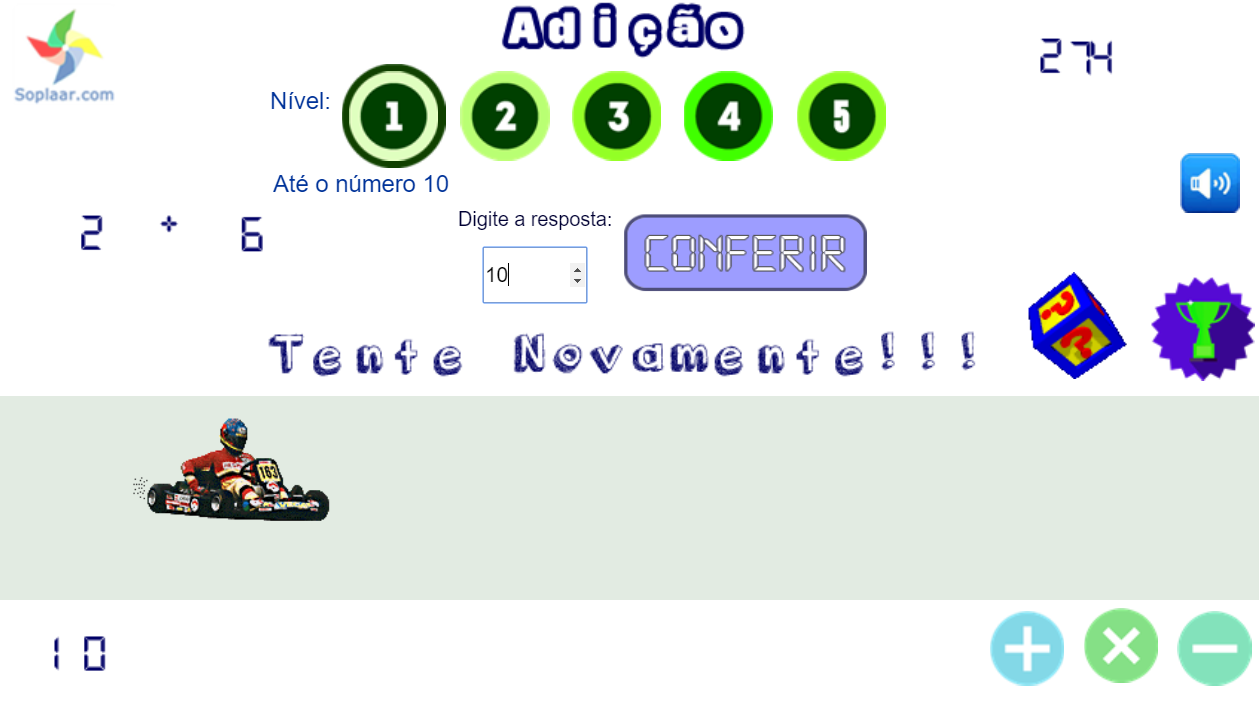 Adição
274
Soplaar.com
Nível: 1 2 3 4 5
Até o número 10
2 + 6
Digite a resposta:
10
CONFERIR
Tente Novamente!!!
? ?
163
10
+ × −